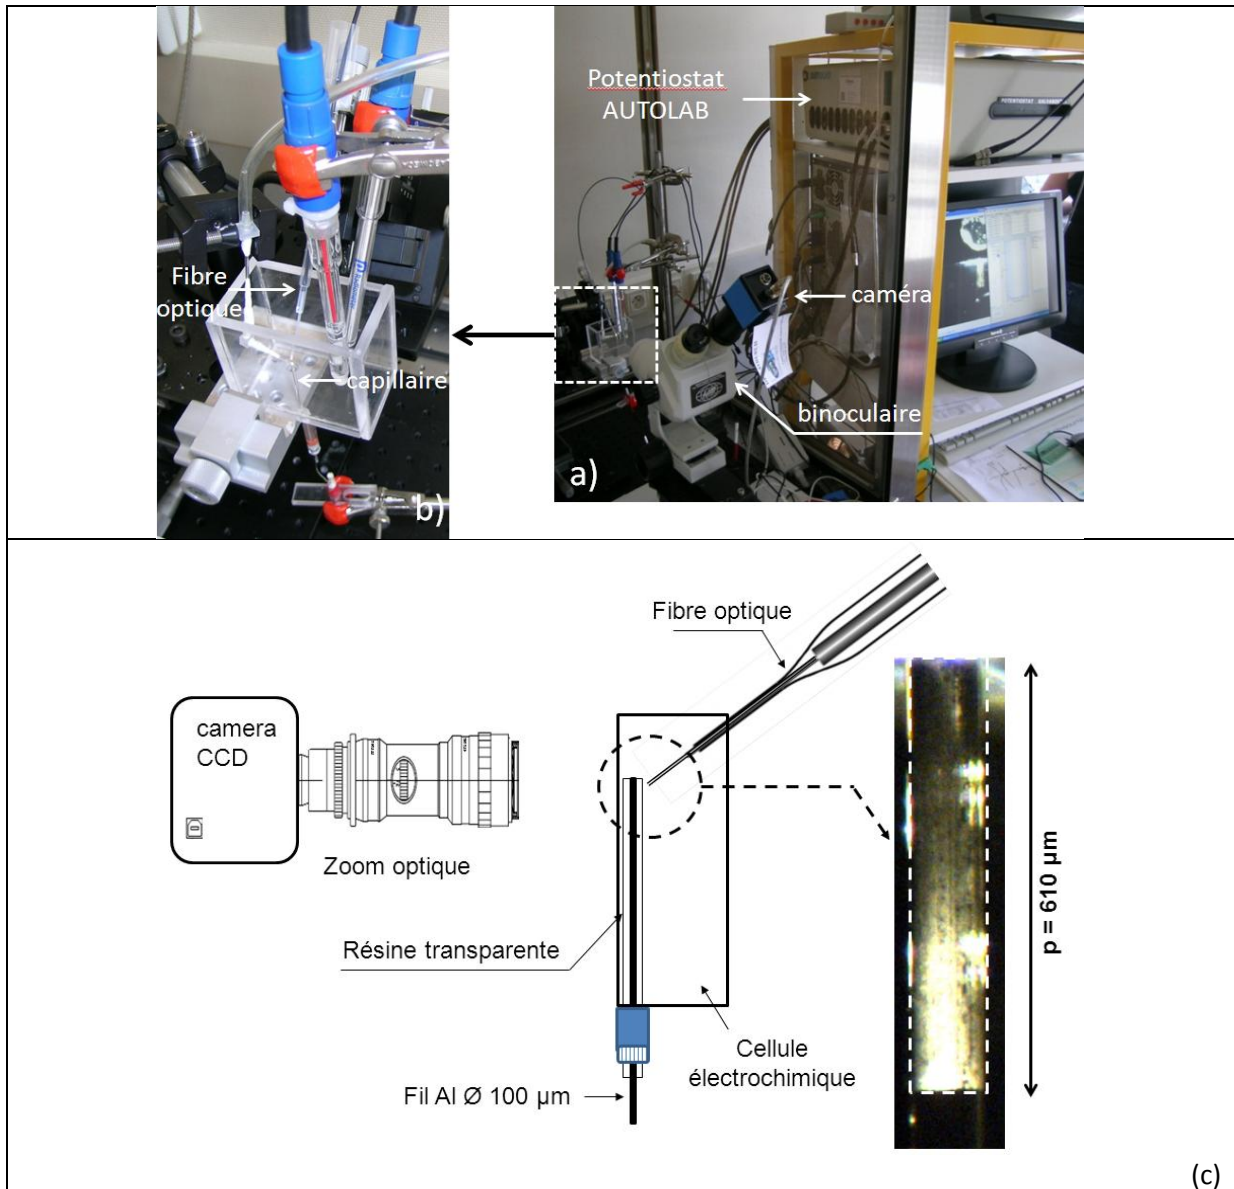 Potentiostat
AUTOLAB
POTENTIOSTAT
Fibre
optique
caméra
capillaire
binoculaire
a)
b)
Fibre optique
camera
CCD
Zoom optique
p = 610 µm
Résine transparente
Cellule
électrochimique
Fil Al Ø 100 µm
(c)